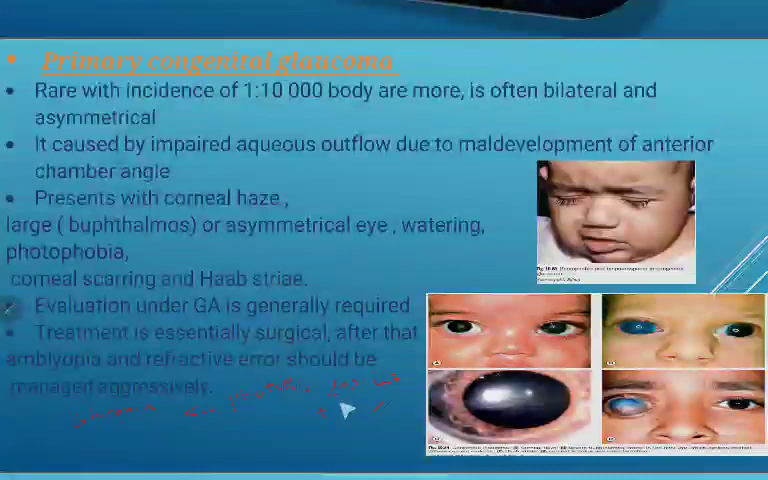 Primary congenital glaucoma
Rare with incidence of 1:10 000 body are more, is often bilateral and
asymmetrical
It caused by impaired aqueous outflow due to maldevelopment of anterior
chamber angle
Presents with corneal haze ,
large ( buphthalmos) or asymmetrical eye , watering,
photophobia,
corneal scarring and Haab striae.
Evaluation under GA is generally required
Treatment is essentially surgical, after that
amblyopia and refractive error should be
managed aggressively.